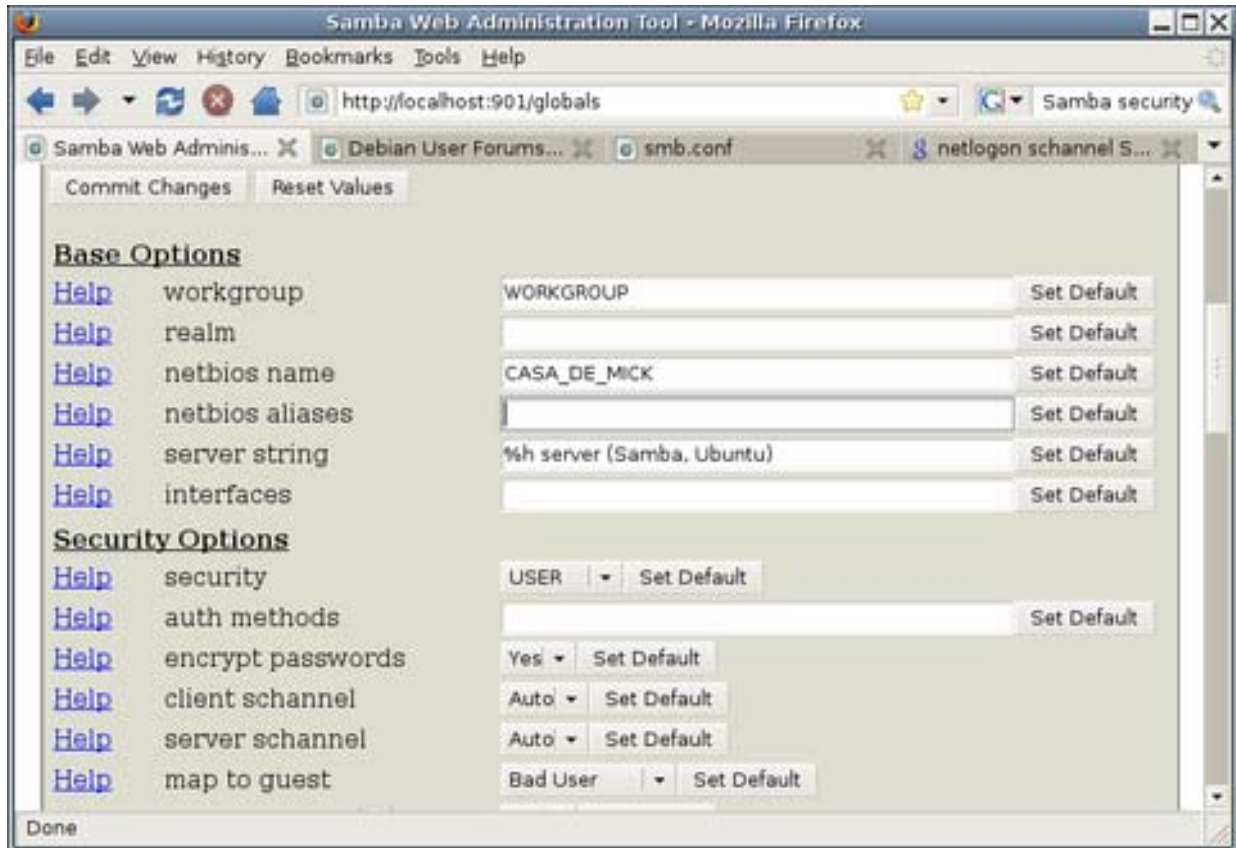 Samba Web Administration Tool - Mozilla Firefox
File Edit View History Bookmarks Tools Help
http://localhost:901/globals Samba security
Samba Web Adminis... Debian User Forums... smb.conf netlogon schannel S...
Commit Changes Reset Values
Base Options
Help workgroup WORKGROUP Set Default
Help realm Set Default
Help netbios name CASA_DE_MICK Set Default
Help netbios aliases Set Default
Help server string %h server (Samba, Ubuntu) Set Default
Help interfaces Set Default
Security Options
Help security USER Set Default
Help auth methods Set Default
Help encrypt passwords Yes Set Default
Help client schannel Auto Set Default
Help server schannel Auto Set Default
Help map to guest Bad User Set Default
Done